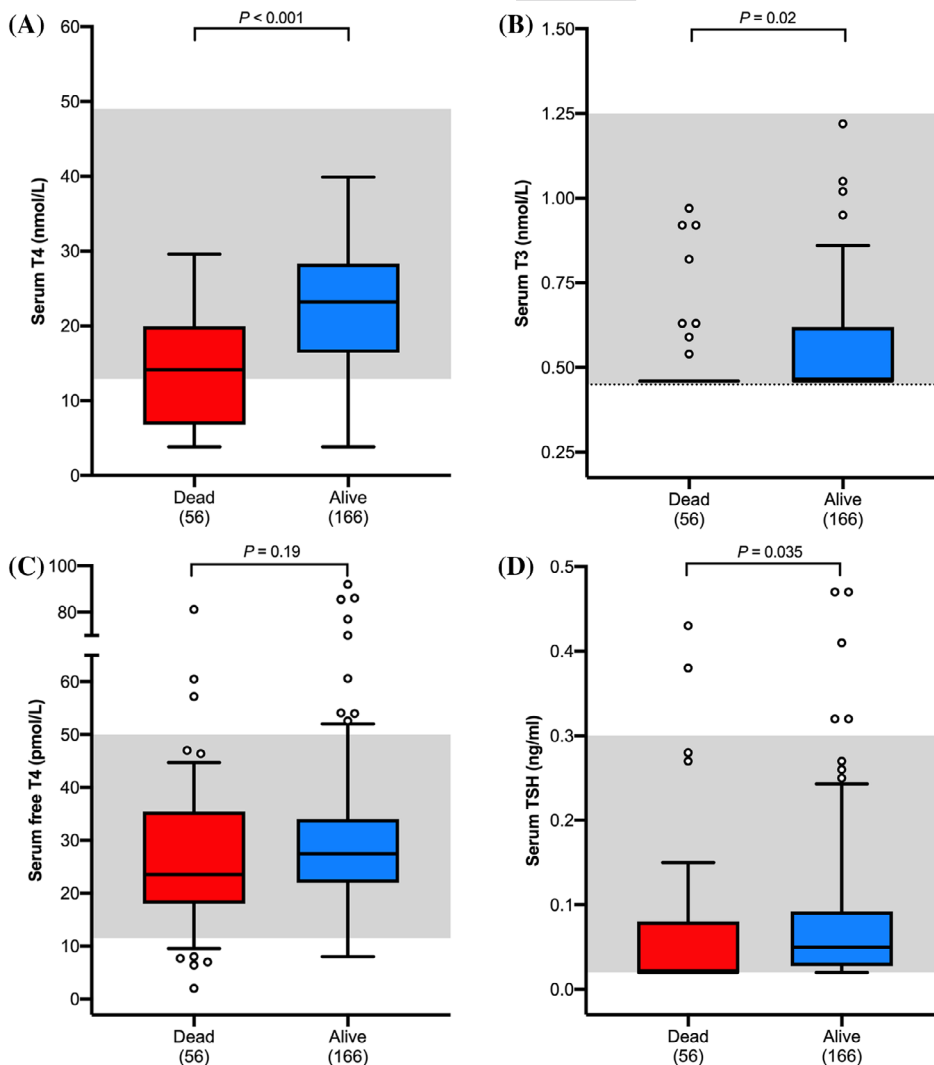 (A)
P < 0.001
60
50
40
30
20
10
0
Serum T4 (nmol/L)
Dead
(56)
Alive
(166)
(B)
P = 0.02
1.50
1.25
1.00
0.75
0.50
0.25
Serum T3 (nmol/L)
Dead
(56)
Alive
(166)
(C)
P = 0.19
100
80
60
50
40
30
20
10
0
Serum free T4 (pmol/L)
Dead
(56)
Alive
(166)
(D)
P = 0.035
0.5
0.4
0.3
0.2
0.1
0.0
Serum TSH (ng/ml)
Dead
(56)
Alive
(166)